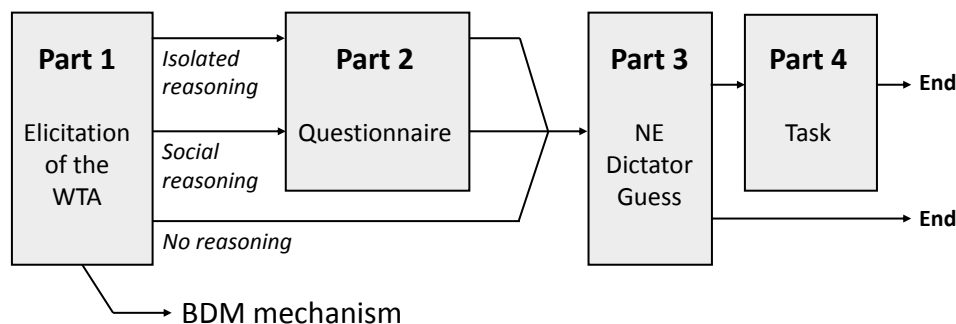 Part 1
Elicitation
of the
WTA
Isolated
reasoning
Social
reasoning
No reasoning
Part 2
Questionnaire
Part 3
NE
Dictator
Guess
Part 4
Task
End
End
BDM mechanism